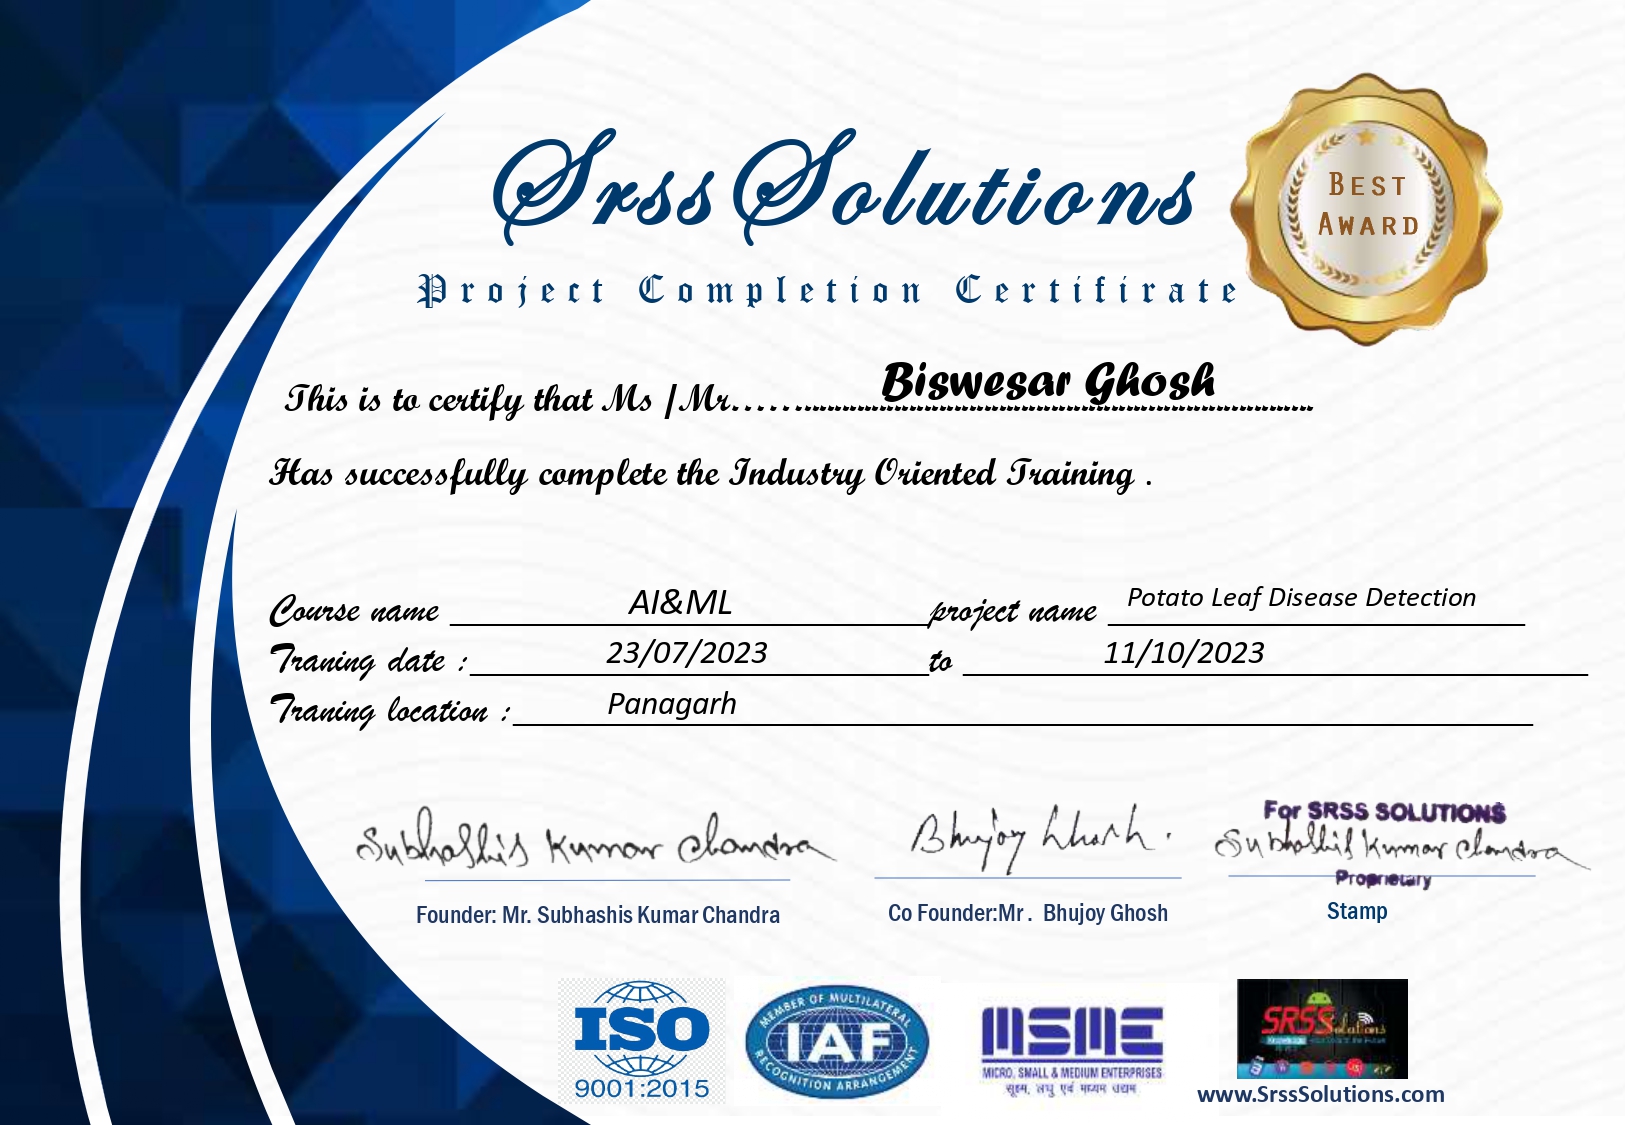 Srss Solutions
BEST
AWARD
Project Completion Certifirate
This is to certify that Ms /Mr.................................................. Biswesar Ghosh
Has successfully complete the Industry Oriented Training .
Course name AI&ML project name Potato Leaf Disease Detection
Traning date : 23/07/2023 to 11/10/2023
Traning location : Panagarh
Subhashis Kumar Chandra
Bhujoy Ghosh.
For SRSS SOLUTIONS
Subhashis Kumar Chandra
Proprietary
Founder: Mr. Subhashis Kumar Chandra
Co Founder:Mr . Bhujoy Ghosh
Stamp
ISO
9001:2015
MEMBER OF MULTILATERAL
IAF
RECOGNITION ARRANGEMENT
MSME
MICRO, SMALL & MEDIUM ENTERPRISES
सूक्ष्म, लघु एवं मध्यम उद्यम
SRSS Solutions
www.SrssSolutions.com